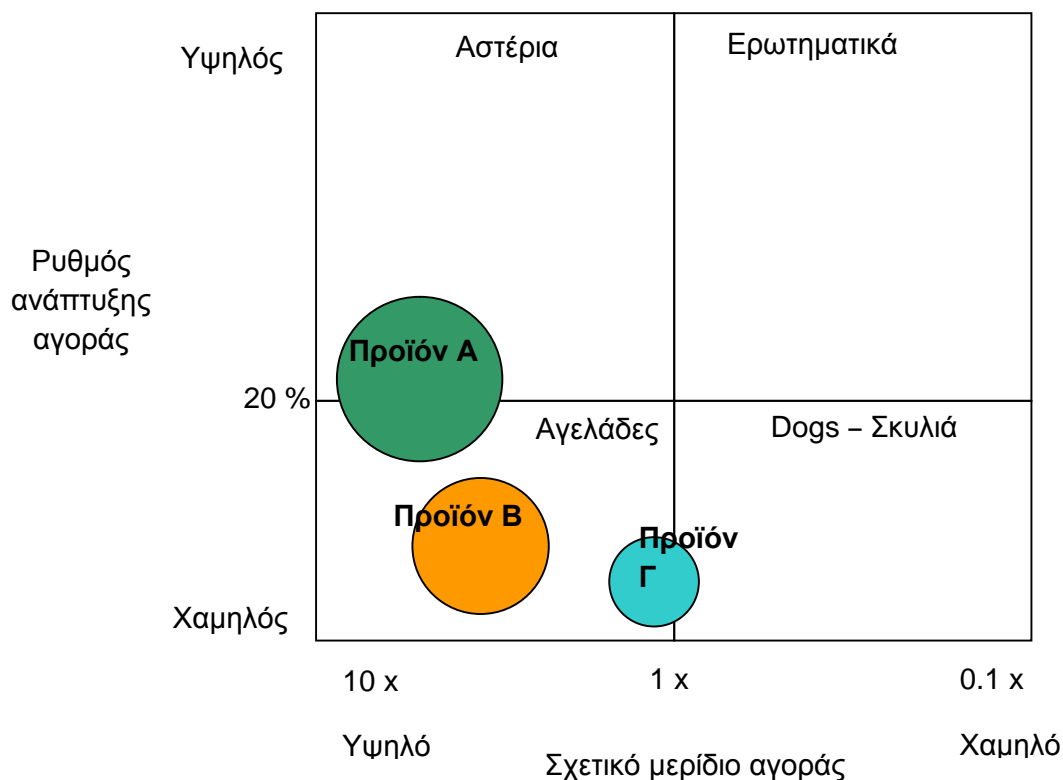 Αστέρια
Ερωτηματικά
Υψηλός
Ρυθμός
ανάπτυξης
αγοράς
Προϊόν Α
20 %
Αγελάδες
Dogs – Σκυλιά
Προϊόν Β
Προϊόν
Γ
Χαμηλός
10 x
1 x
0.1 x
Υψηλό
Χαμηλό
Σχετικό μερίδιο αγοράς